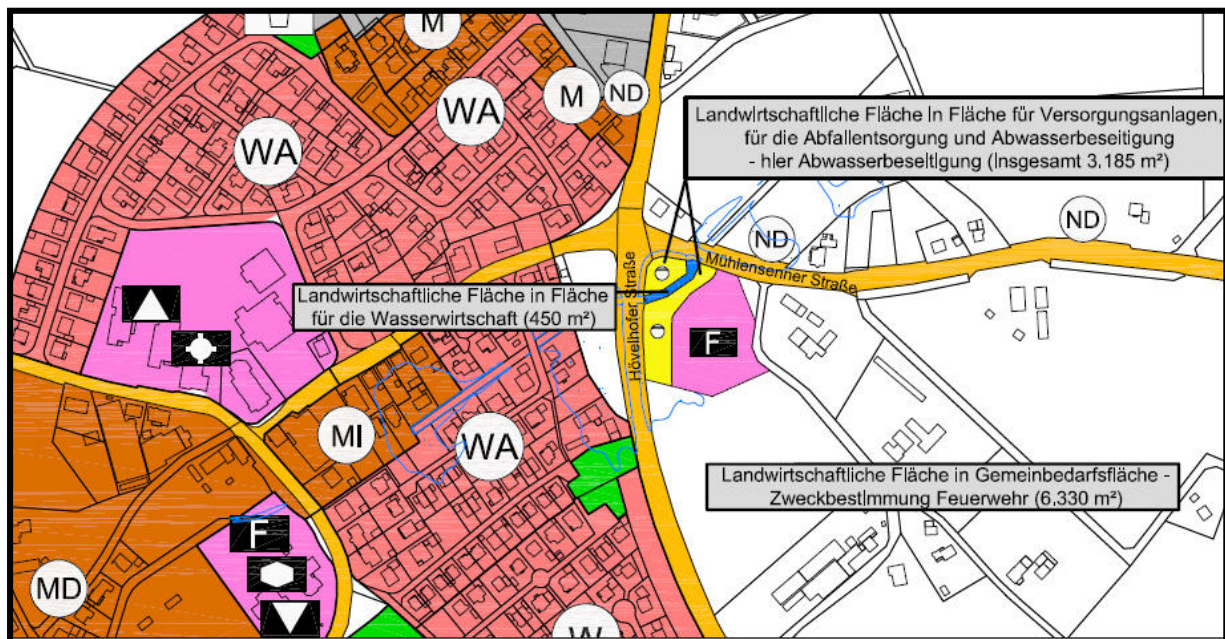 M
WA
M
ND
WA
Landwirtschaftliche Fläche in Fläche für Versorgungsanlagen,
für die Abfallentsorgung und Abwasserbeseitigung
- hier Abwasserbeseitigung (insgesamt 3.185 m²)
ND
ND
Mühlensenner Straße
Hövelhofer Straße
Landwirtschaftliche Fläche in Fläche
für die Wasserwirtschaft (450 m²)
F
MI
WA
Landwirtschaftliche Fläche in Gemeinbedarfsfläche -
Zweckbestimmung Feuerwehr (6,330 m²)
F
MD
W